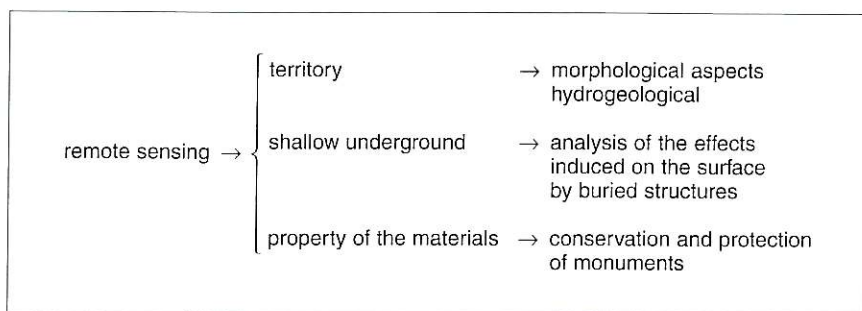 territory → morphological aspects
hydrogeological
remote sensing → shallow underground → analysis of the effects
induced on the surface
by buried structures
property of the materials → conservation and protection
of monuments